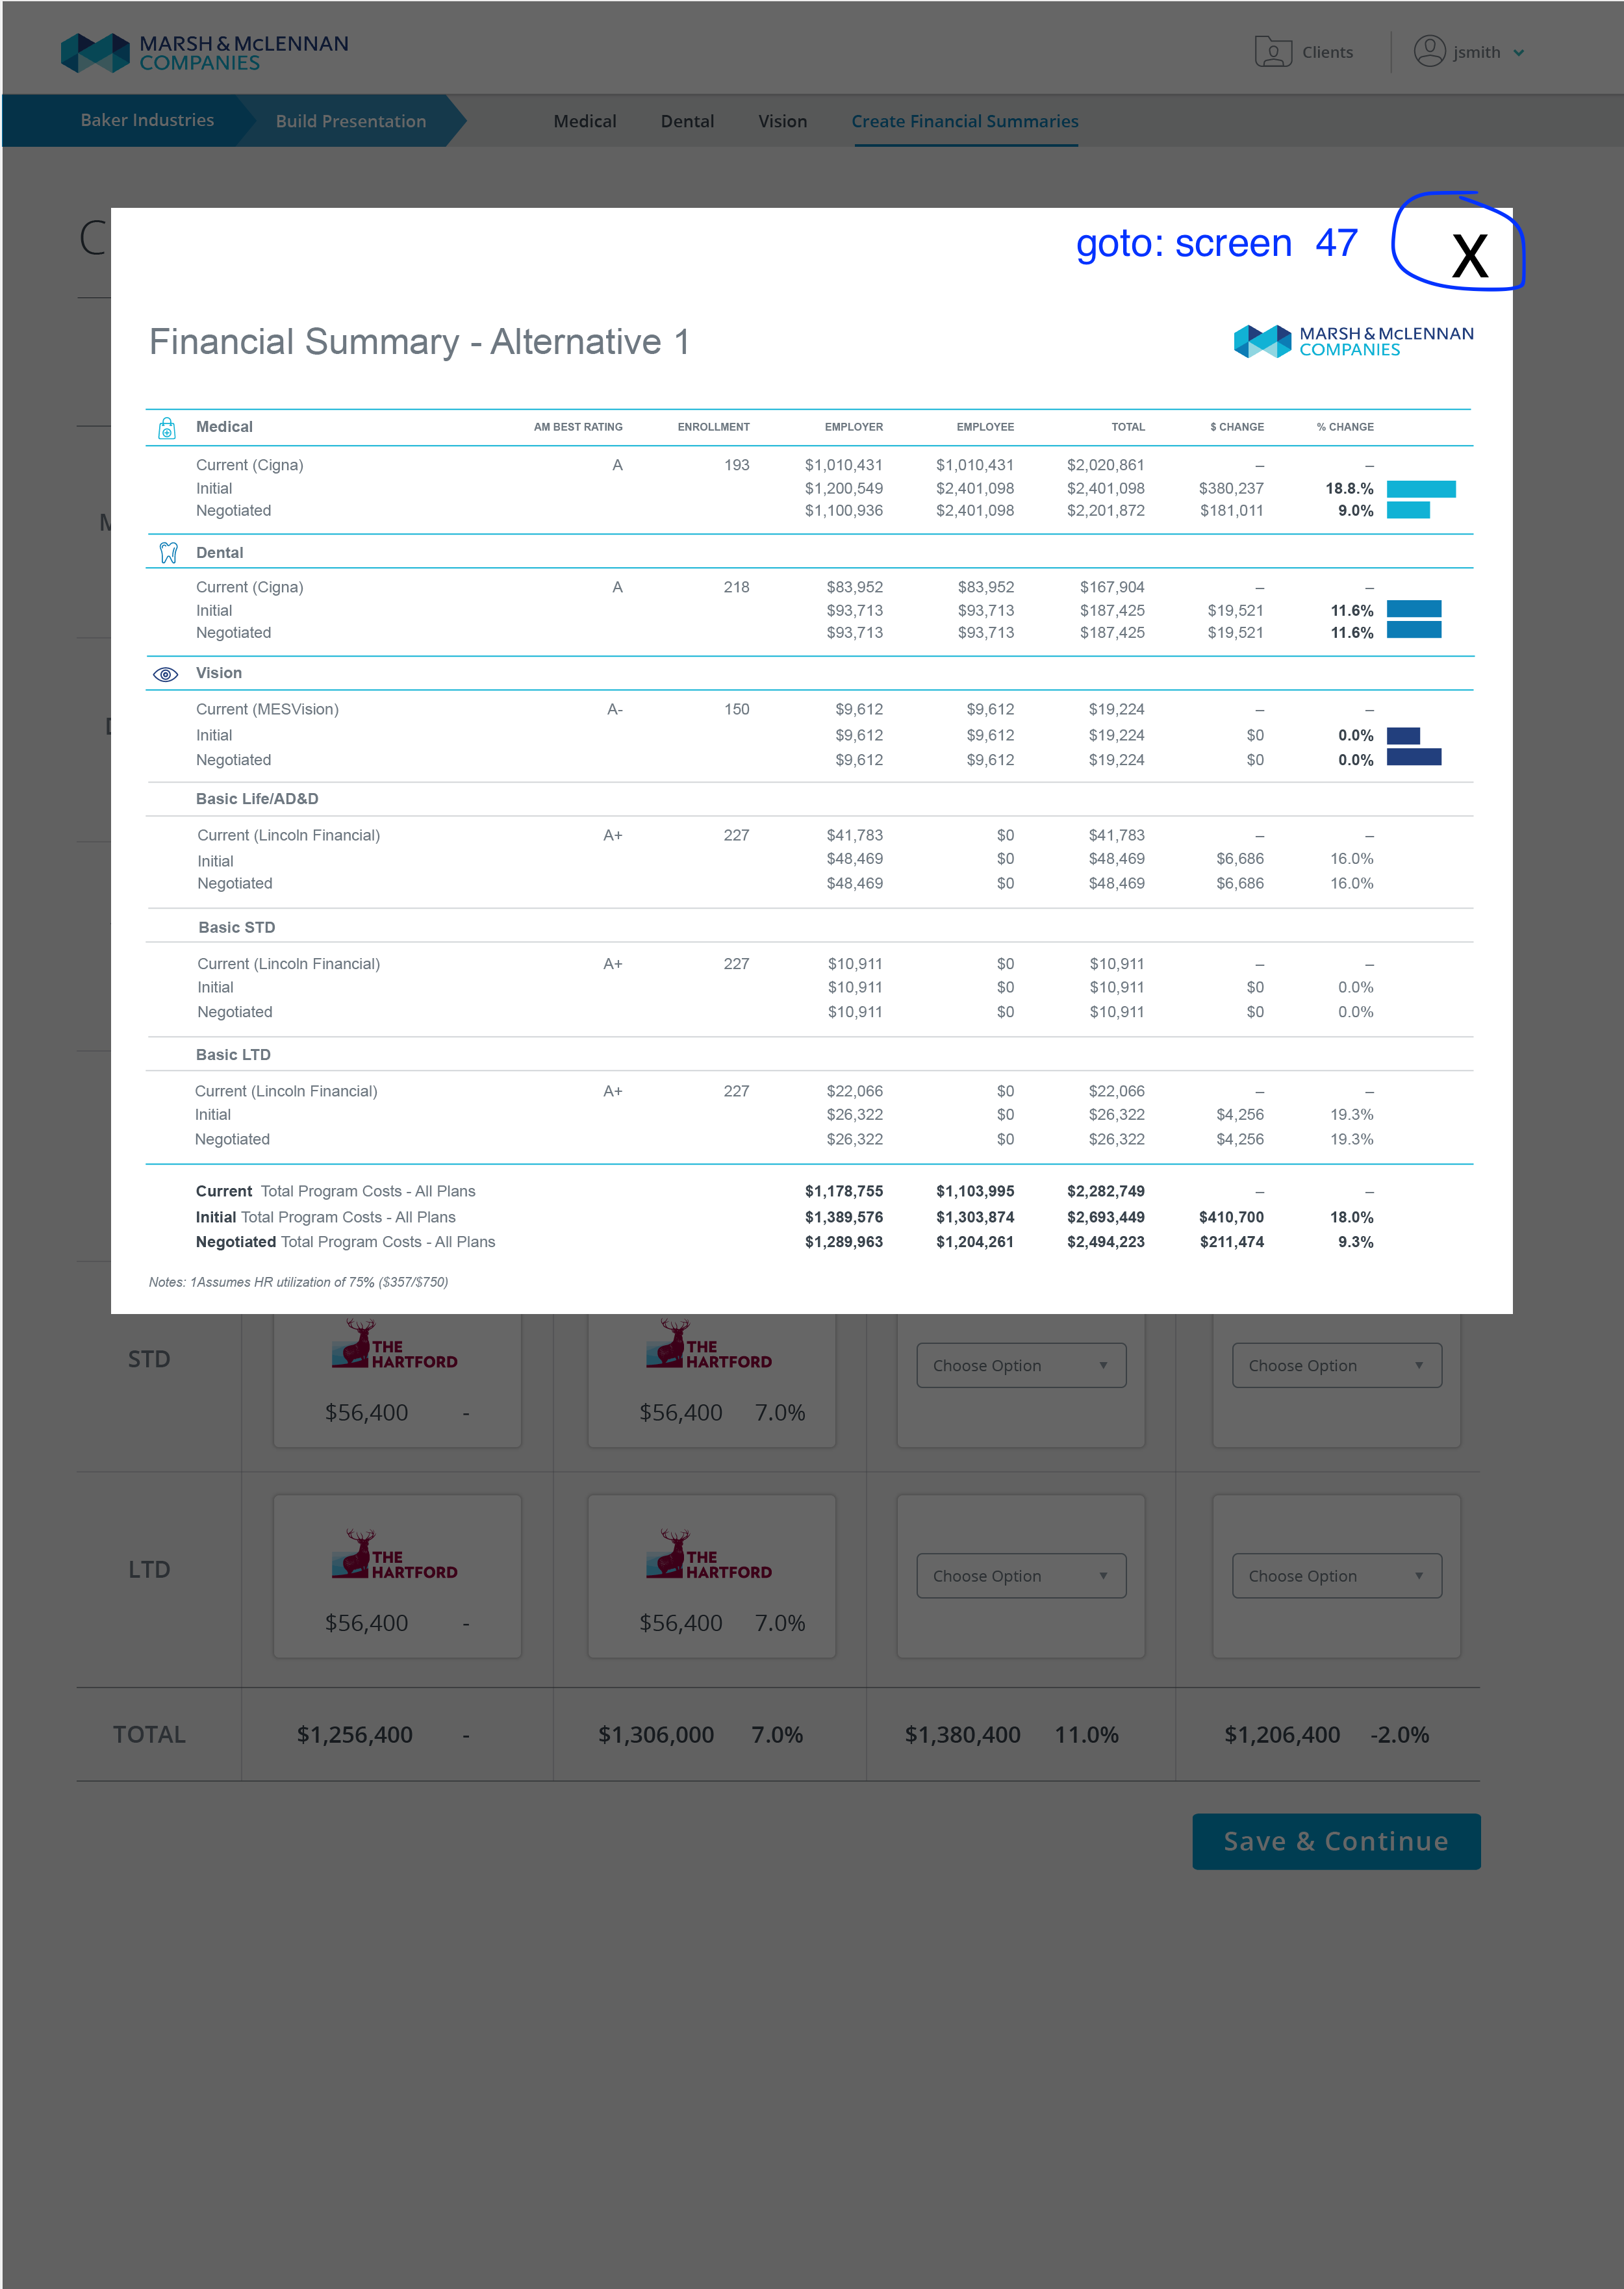 MARSH & MCLENNAN
COMPANIES
Clients
jsmith
Baker Industries
Build Presentation
Medical
Dental
Vision
Create Financial Summaries
C
goto: screen 47
X
Financial Summary - Alternative 1
MARSH & MCLENNAN
COMPANIES
Medical AM BEST RATING ENROLLMENT EMPLOYER EMPLOYEE TOTAL $ CHANGE % CHANGE
Current (Cigna) A 193 $1,010,431 $1,010,431 $2,020,861 – –
Initial $1,200,549 $2,401,098 $2,401,098 $380,237 18.8.%
Negotiated $1,100,936 $2,401,098 $2,201,872 $181,011 9.0%
Dental
Current (Cigna) A 218 $83,952 $83,952 $167,904 – –
Initial $93,713 $93,713 $187,425 $19,521 11.6%
Negotiated $93,713 $93,713 $187,425 $19,521 11.6%
Vision
Current (MESVision) A- 150 $9,612 $9,612 $19,224 – –
Initial $9,612 $9,612 $19,224 $0 0.0%
Negotiated $9,612 $9,612 $19,224 $0 0.0%
Basic Life/AD&D
Current (Lincoln Financial) A+ 227 $41,783 $0 $41,783 – –
Initial $48,469 $0 $48,469 $6,686 16.0%
Negotiated $48,469 $0 $48,469 $6,686 16.0%
Basic STD
Current (Lincoln Financial) A+ 227 $10,911 $0 $10,911 – –
Initial $10,911 $0 $10,911 $0 0.0%
Negotiated $10,911 $0 $10,911 $0 0.0%
Basic LTD
Current (Lincoln Financial) A+ 227 $22,066 $0 $22,066 – –
Initial $26,322 $0 $26,322 $4,256 19.3%
Negotiated $26,322 $0 $26,322 $4,256 19.3%
Current Total Program Costs - All Plans $1,178,755 $1,103,995 $2,282,749 – –
Initial Total Program Costs - All Plans $1,389,576 $1,303,874 $2,693,449 $410,700 18.0%
Negotiated Total Program Costs - All Plans $1,289,963 $1,204,261 $2,494,223 $211,474 9.3%
Notes: 1Assumes HR utilization of 75% ($357/$750)
STD
THE
HARTFORD
$56,400 -
THE
HARTFORD
$56,400 7.0%
Choose Option
Choose Option
LTD
THE
HARTFORD
$56,400 -
THE
HARTFORD
$56,400 7.0%
Choose Option
Choose Option
TOTAL $1,256,400 - $1,306,000 7.0% $1,380,400 11.0% $1,206,400 -2.0%
Save & Continue